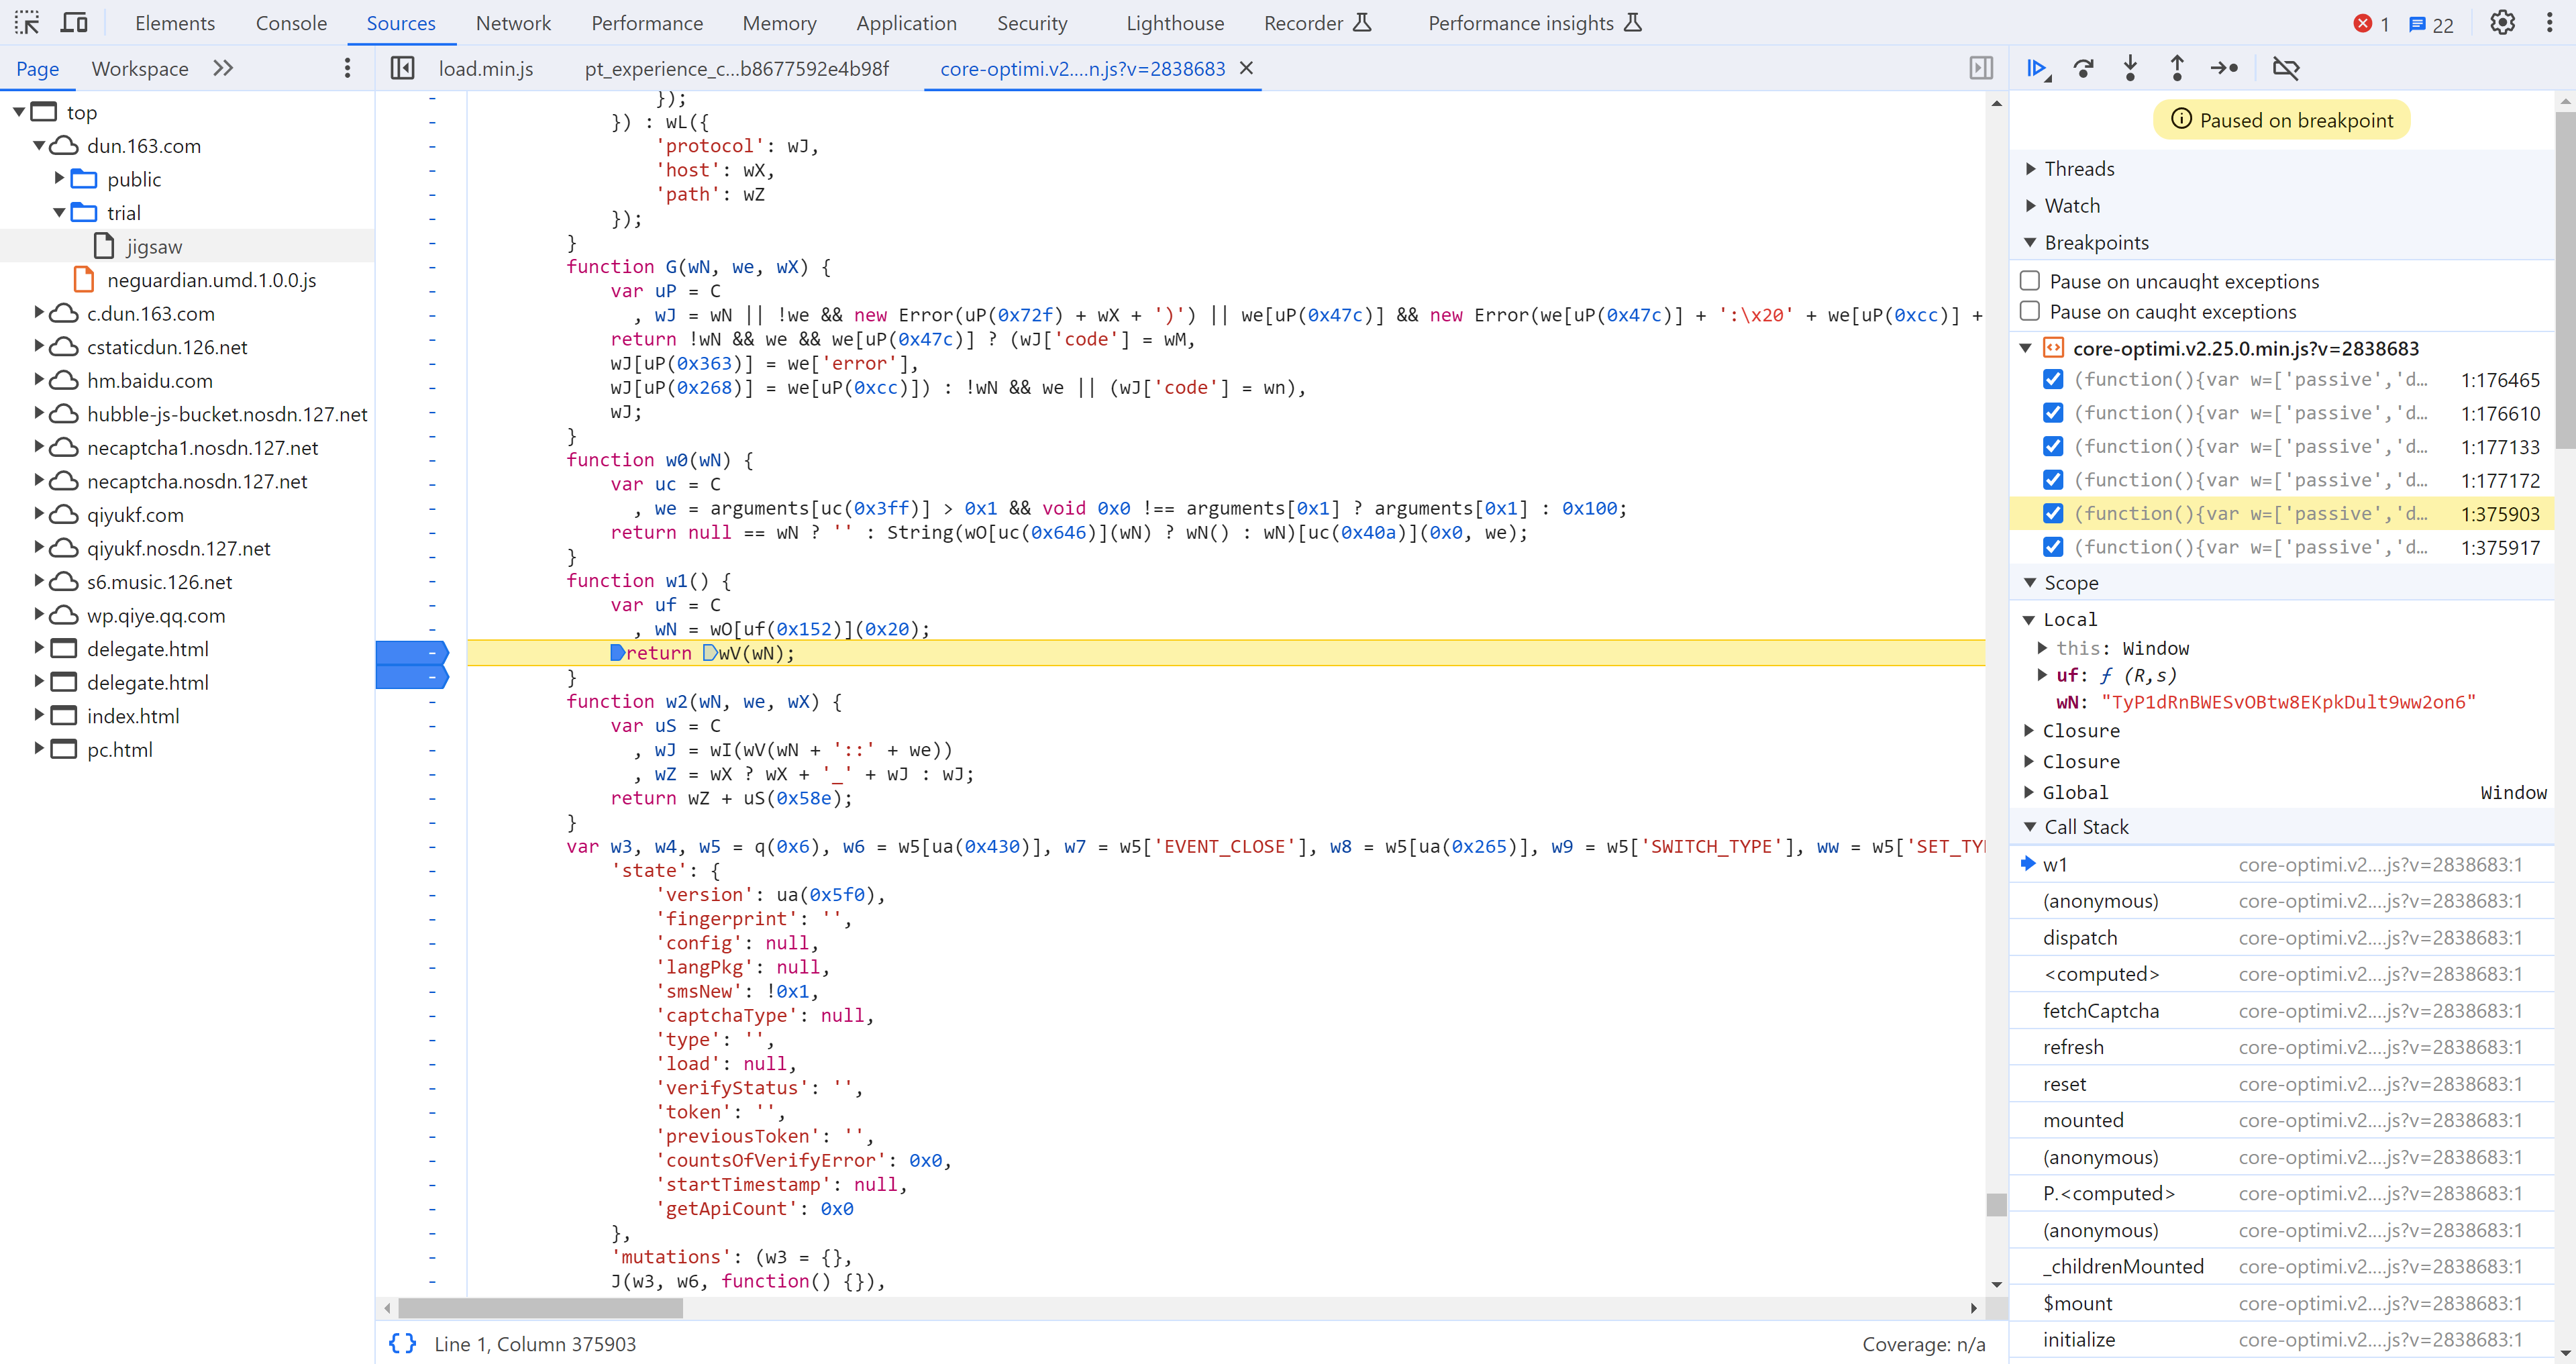 Elements Console Sources Network Performance Memory Application Security Lighthouse Recorder Performance insights 1 22
Page Workspace
load.min.js pt_experience_c...b8677592e4b98f core-optimi.v2....n.js?v=2838683
top
dun.163.com
public
trial
jigsaw
neguardian.umd.1.0.0.js
c.dun.163.com
cstaticdun.126.net
hm.baidu.com
hubble-js-bucket.nosdn.127.net
necaptcha1.nosdn.127.net
necaptcha.nosdn.127.net
qiyukf.com
qiyukf.nosdn.127.net
s6.music.126.net
wp.qiye.qq.com
delegate.html
delegate.html
index.html
pc.html
});
}) : wL({
'protocol': wJ,
'host': wX,
'path': wZ
});
}
function G(wN, we, wX) {
var uP = C
, wJ = wN || !we && new Error(uP(0x72f) + wX + ')') || we[uP(0x47c)] && new Error(we[uP(0x47c)] + ':\x20' + we[uP(0xcc)] +
return !wN && we && we[uP(0x47c)] ? (wJ['code'] = wM,
wJ[uP(0x363)] = we['error'],
wJ[uP(0x268)] = we[uP(0xcc)]) : !wN && we || (wJ['code'] = wn),
wJ;
}
function w0(wN) {
var uc = C
, we = arguments[uc(0x3ff)] > 0x1 && void 0x0 !== arguments[0x1] ? arguments[0x1] : 0x100;
return null == wN ? '' : String(wO[uc(0x646)](wN) ? wN() : wN)[uc(0x40a)](0x0, we);
}
function w1() {
var uf = C
, wN = wO[uf(0x152)](0x20);
return wV(wN);
}
function w2(wN, we, wX) {
var uS = C
, wJ = wI(wV(wN + '::' + we))
, wZ = wX ? wX + '_' + wJ : wJ;
return wZ + uS(0x58e);
}
var w3, w4, w5 = q(0x6), w6 = w5[ua(0x430)], w7 = w5['EVENT_CLOSE'], w8 = w5[ua(0x265)], w9 = w5['SWITCH_TYPE'], ww = w5['SET_TY
'state': {
'version': ua(0x5f0),
'fingerprint': '',
'config': null,
'langPkg': null,
'smsNew': !0x1,
'captchaType': null,
'type': '',
'load': null,
'verifyStatus': '',
'token': '',
'previousToken': '',
'countsOfVerifyError': 0x0,
'startTimestamp': null,
'getApiCount': 0x0
},
'mutations': (w3 = {},
J(w3, w6, function() {}),
{} Line 1, Column 375903 Coverage: n/a
Paused on breakpoint
Threads
Watch
Breakpoints
Pause on uncaught exceptions
Pause on caught exceptions
core-optimi.v2.25.0.min.js?v=2838683
(function(){var w=['passive','d… 1:176465
(function(){var w=['passive','d… 1:176610
(function(){var w=['passive','d… 1:177133
(function(){var w=['passive','d… 1:177172
(function(){var w=['passive','d… 1:375903
(function(){var w=['passive','d… 1:375917
Scope
Local
this: Window
uf: ƒ (R,s)
wN: "TyP1dRnBWESvOBtw8EKpkDult9ww2on6"
Closure
Closure
Global Window
Call Stack
w1 core-optimi.v2....js?v=2838683:1
(anonymous) core-optimi.v2....js?v=2838683:1
dispatch core-optimi.v2....js?v=2838683:1
<computed> core-optimi.v2....js?v=2838683:1
fetchCaptcha core-optimi.v2....js?v=2838683:1
refresh core-optimi.v2....js?v=2838683:1
reset core-optimi.v2....js?v=2838683:1
mounted core-optimi.v2....js?v=2838683:1
(anonymous) core-optimi.v2....js?v=2838683:1
P.<computed> core-optimi.v2....js?v=2838683:1
(anonymous) core-optimi.v2....js?v=2838683:1
_childrenMounted core-optimi.v2....js?v=2838683:1
$mount core-optimi.v2....js?v=2838683:1
initialize core-optimi.v2....js?v=2838683:1